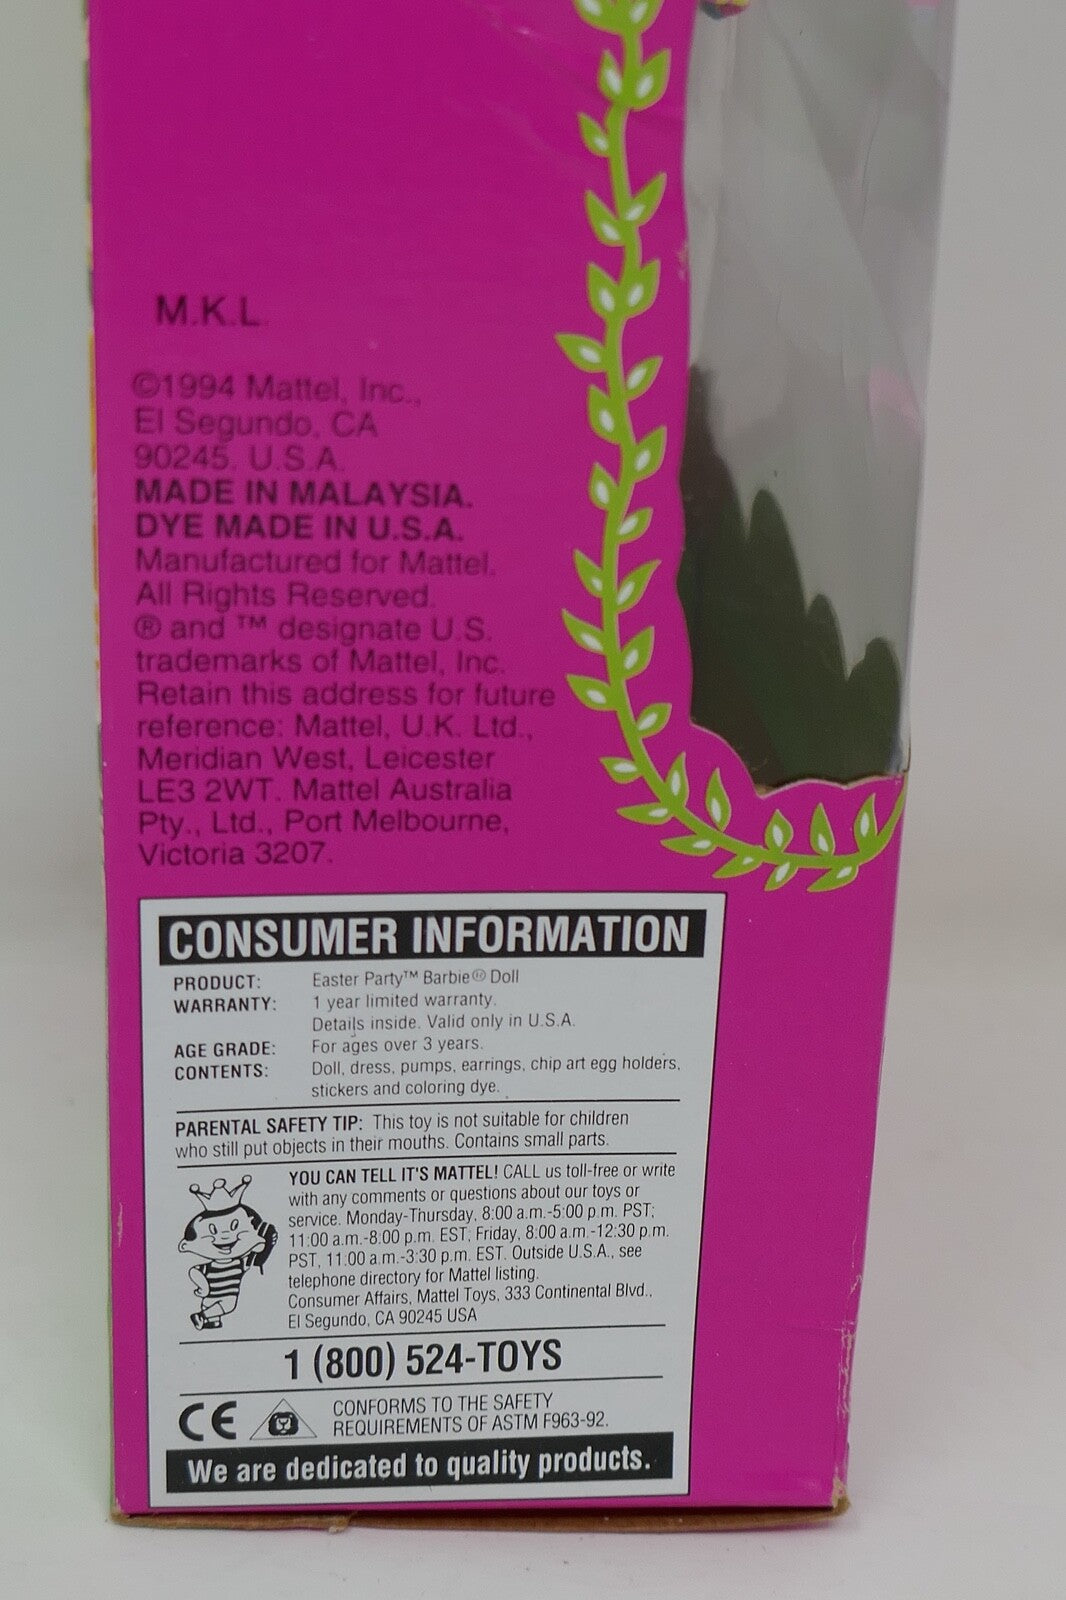 M.K.L.
©1994 Mattel, Inc.,
El Segundo, CA
90245. U.S.A.
MADE IN MALAYSIA.
DYE MADE IN U.S.A.
Manufactured for Mattel.
All Rights Reserved.
® and ™ designate U.S.
trademarks of Mattel, Inc.
Retain this address for future
reference: Mattel, U.K. Ltd.,
Meridian West, Leicester
LE3 2WT. Mattel Australia
Pty., Ltd., Port Melbourne,
Victoria 3207.
CONSUMER INFORMATION
PRODUCT: Easter Party™ Barbie® Doll
WARRANTY: 1 year limited warranty.
Details inside. Valid only in U.S.A.
AGE GRADE: For ages over 3 years.
CONTENTS: Doll, dress, pumps, earrings, chip art egg holders,
stickers and coloring dye.
PARENTAL SAFETY TIP: This toy is not suitable for children
who still put objects in their mouths. Contains small parts.
YOU CAN TELL IT'S MATTEL! CALL us toll-free or write
with any comments or questions about our toys or
service. Monday-Thursday, 8:00 a.m.-5:00 p.m. PST;
11:00 a.m.-8:00 p.m. EST; Friday, 8:00 a.m.-12:30 p.m.
PST, 11:00 a.m.-3:30 p.m. EST. Outside U.S.A., see
telephone directory for Mattel listing.
Consumer Affairs, Mattel Toys, 333 Continental Blvd.,
El Segundo, CA 90245 USA
1 (800) 524-TOYS
CE CONFORMS TO THE SAFETY
REQUIREMENTS OF ASTM F963-92.
We are dedicated to quality products.